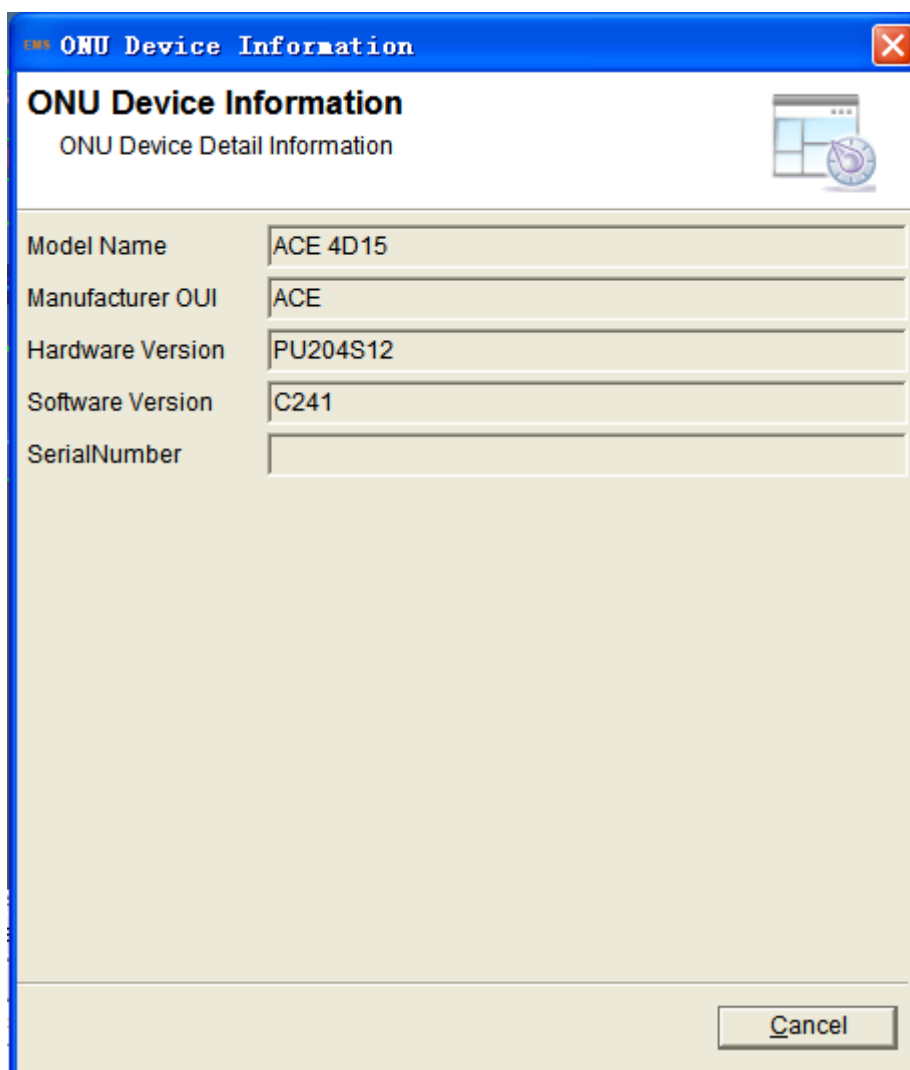 EMS ONU Device Information
ONU Device Information
ONU Device Detail Information
Model Name ACE 4D15
Manufacturer OUI ACE
Hardware Version PU204S12
Software Version C241
SerialNumber
Cancel